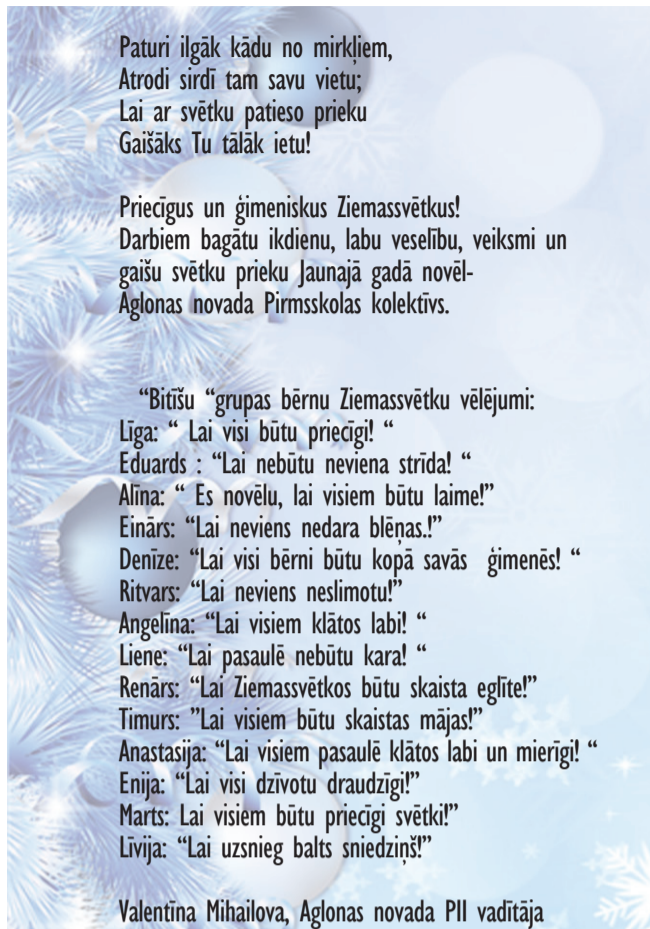 Paturi ilgāk kādu no mirkļiem,
Atrodi sirdī tam savu vietu;
Lai ar svētku patieso prieku
Gaišāks Tu tālāk ietu!
Priecīgus un ģimeniskus Ziemassvētkus!
Darbiem bagātu ikdienu, labu veselību, veiksmi un
gaišu svētku prieku Jaunajā gadā novēl-
Aglonas novada Pirmsskolas kolektīvs.
“Bitīšu “grupas bērnu Ziemassvētku vēlējumi:
Līga: “ Lai visi būtu priecīgi! “
Eduards : “Lai nebūtu neviena strīda! “
Alīna: “ Es novēlu, lai visiem būtu laime!”
Einārs: “Lai neviens nedara blēņas.!”
Denīze: “Lai visi bērni būtu kopā savās  ģimenēs! “
Ritvars: “Lai neviens neslimotu!”
Angelīna: “Lai visiem klātos labi! “
Liene: “Lai pasaulē nebūtu kara! “
Renārs: “Lai Ziemassvētkos būtu skaista eglīte!”
Timurs: ”Lai visiem būtu skaistas mājas!”
Anastasija: “Lai visiem pasaulē klātos labi un mierīgi! “
Enija: “Lai visi dzīvotu draudzīgi!”
Marts: Lai visiem būtu priecīgi svētki!”
Līvija: “Lai uzsnieg balts sniedziņš!”
Valentīna Mihailova, Aglonas novada PII vadītāja